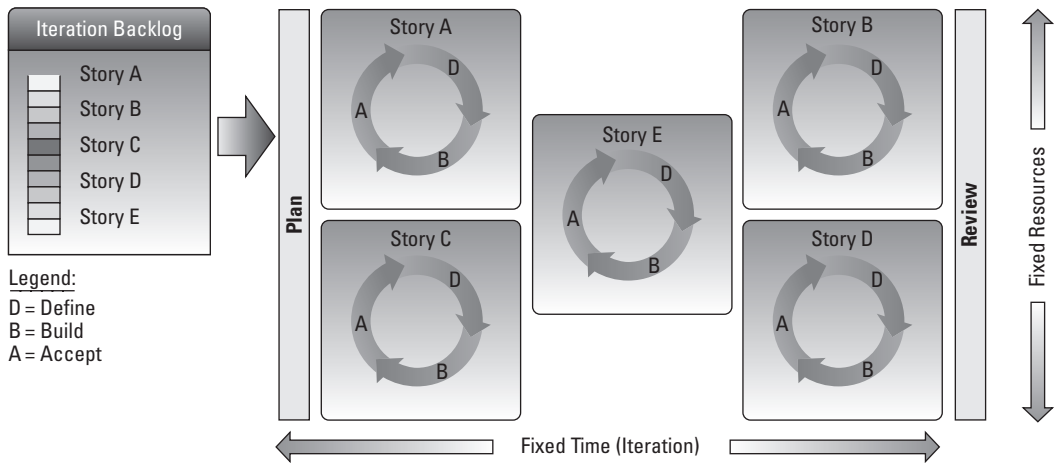 Iteration Backlog
Story A
Story B
Story C
Story D
Story E
Legend:
D = Define
B = Build
A = Accept
Plan
Story A
D
B
A
Story C
D
B
A
Story E
D
B
A
Story B
D
B
A
Story D
D
B
A
Review
Fixed Resources
Fixed Time (Iteration)